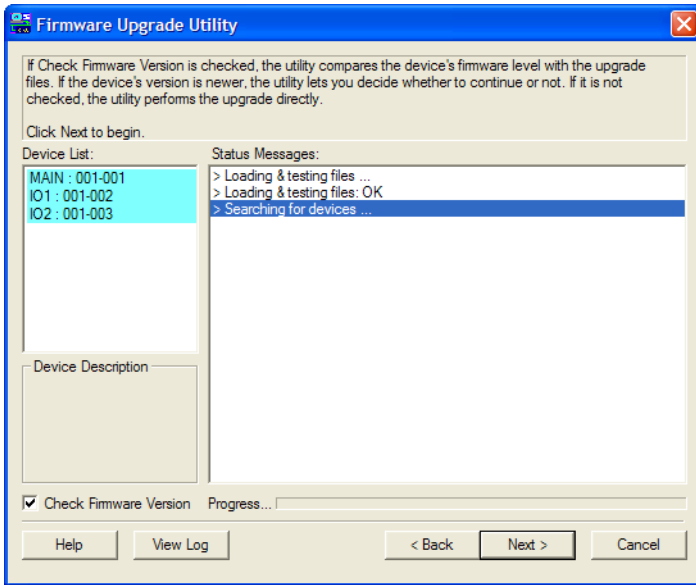 Firmware Upgrade Utility
If Check Firmware Version is checked, the utility compares the device's firmware level with the upgrade
files. If the device's version is newer, the utility lets you decide whether to continue or not. If it is not
checked, the utility performs the upgrade directly.
Click Next to begin.
Device List:
MAIN : 001-001
IO1 : 001-002
IO2 : 001-003
Status Messages:
> Loading & testing files ...
> Loading & testing files: OK
> Searching for devices ...
Device Description
Check Firmware Version
Progress...
Help
View Log
< Back
Next >
Cancel